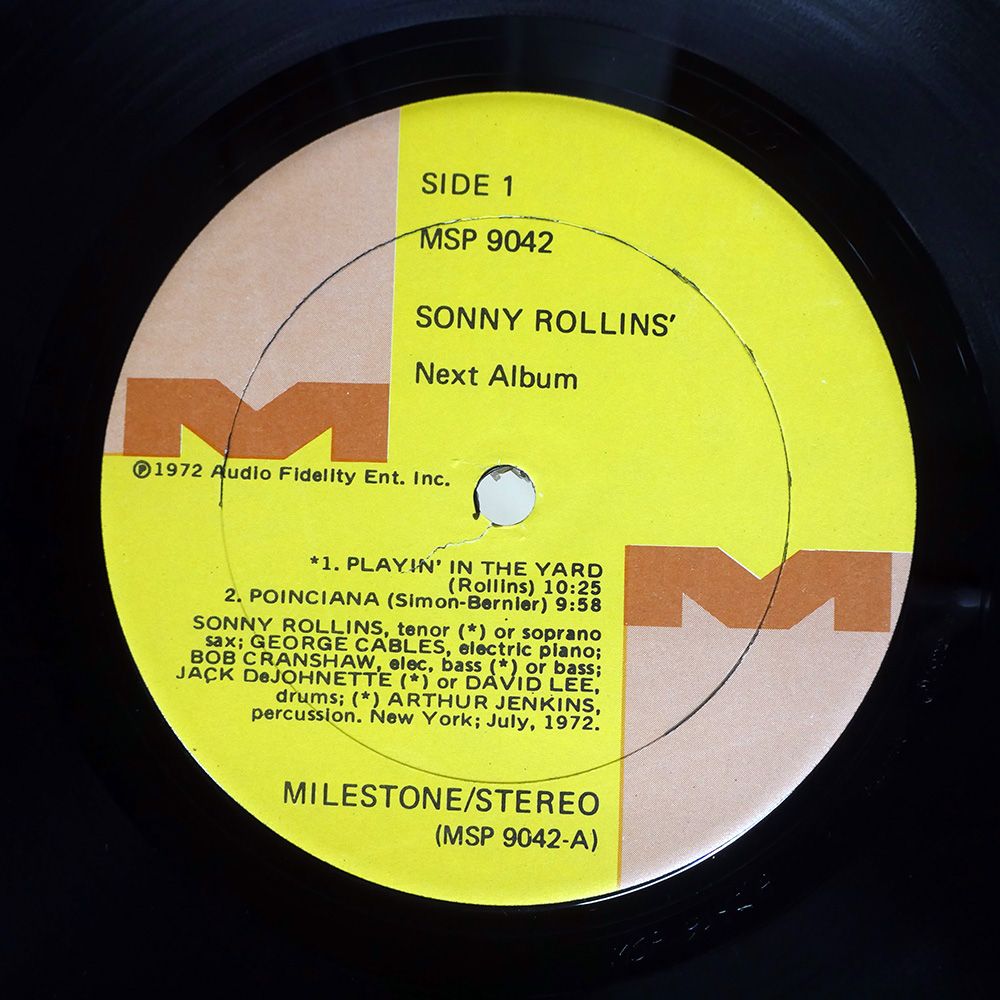 SIDE 1
MSP 9042
SONNY ROLLINS'
Next Album
Ⓟ1972 Audio Fidelity Ent. Inc.
*1. PLAYIN' IN THE YARD
(Rollins) 10:25
2. POINCIANA (Simon-Bernier) 9:58
SONNY ROLLINS, tenor (*) or soprano
sax; GEORGE CABLES, electric piano;
BOB CRANSHAW, elec, bass (*) or bass;
JACK DeJOHNETTE (*) or DAVID LEE,
drums; (*) ARTHUR JENKINS,
percussion. New York; July, 1972.
MILESTONE/STEREO
(MSP 9042-A)